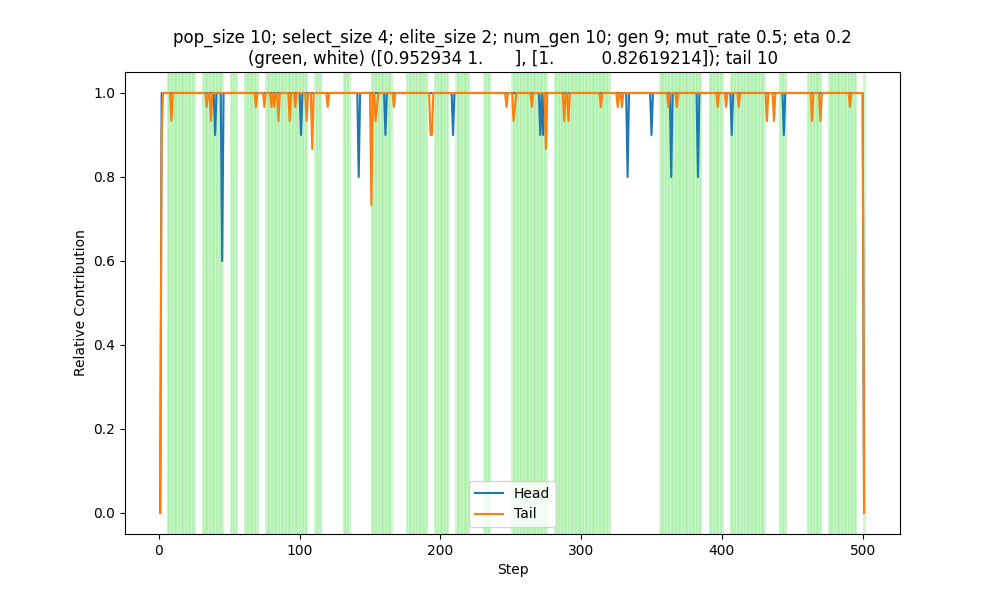 pop_size 10; select_size 4; elite_size 2; num_gen 10; gen 9; mut_rate 0.5; eta 0.2
(green, white) ([0.952934 1.      ], [1.         0.82619214]); tail 10
1.0
0.8
0.6
0.4
0.2
0.0
Relative Contribution
Head
Tail
0 100 200 300 400 500
Step